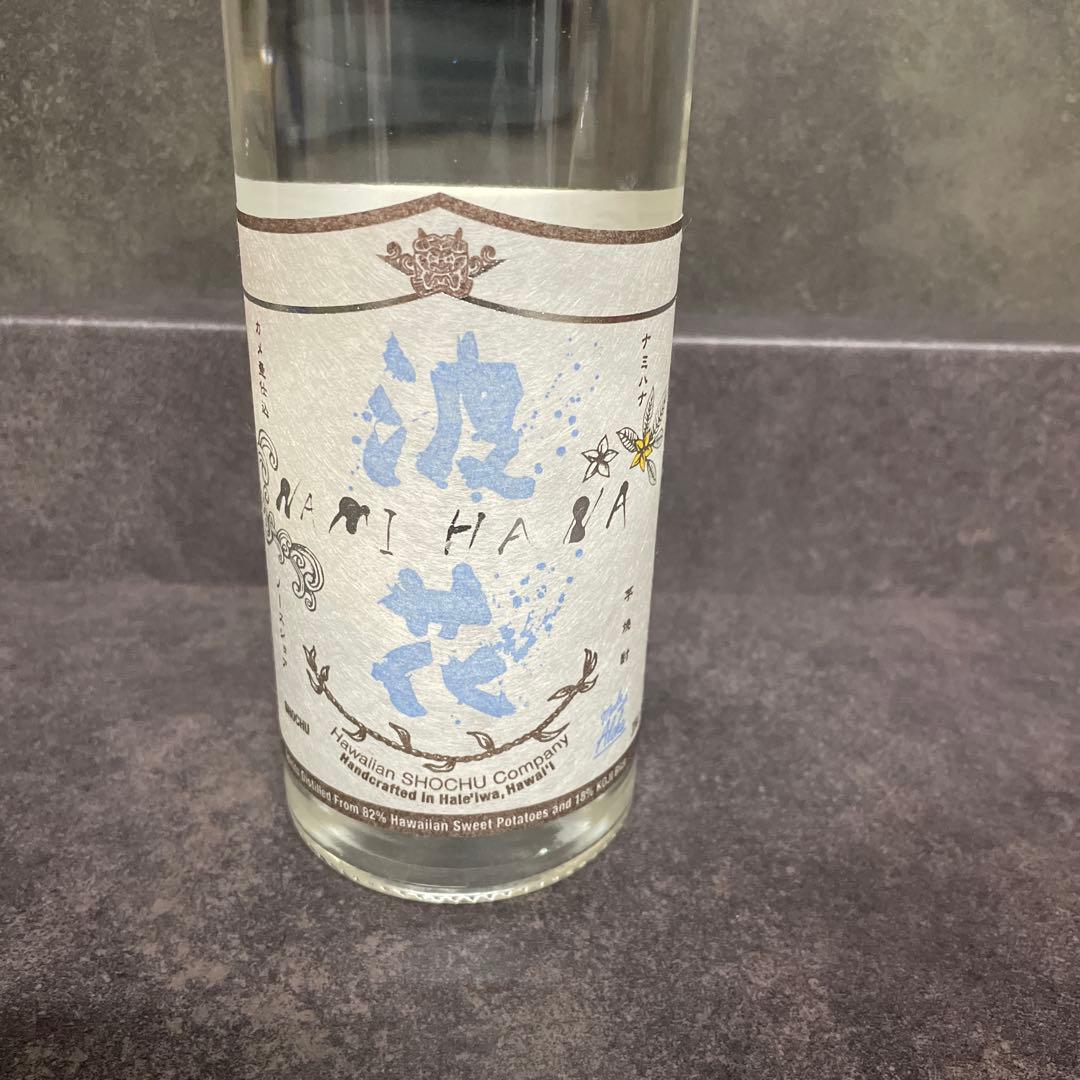 カメ壺仕込
ナミハナ
波花
NAMI HANA
芋焼酎
SHOCHU
Hawaiian SHOCHU Company
Handcrafted in Hale'iwa, Hawai'i
Distilled From 82% Hawaiian Sweet Potatoes and 18% KOJI Rice